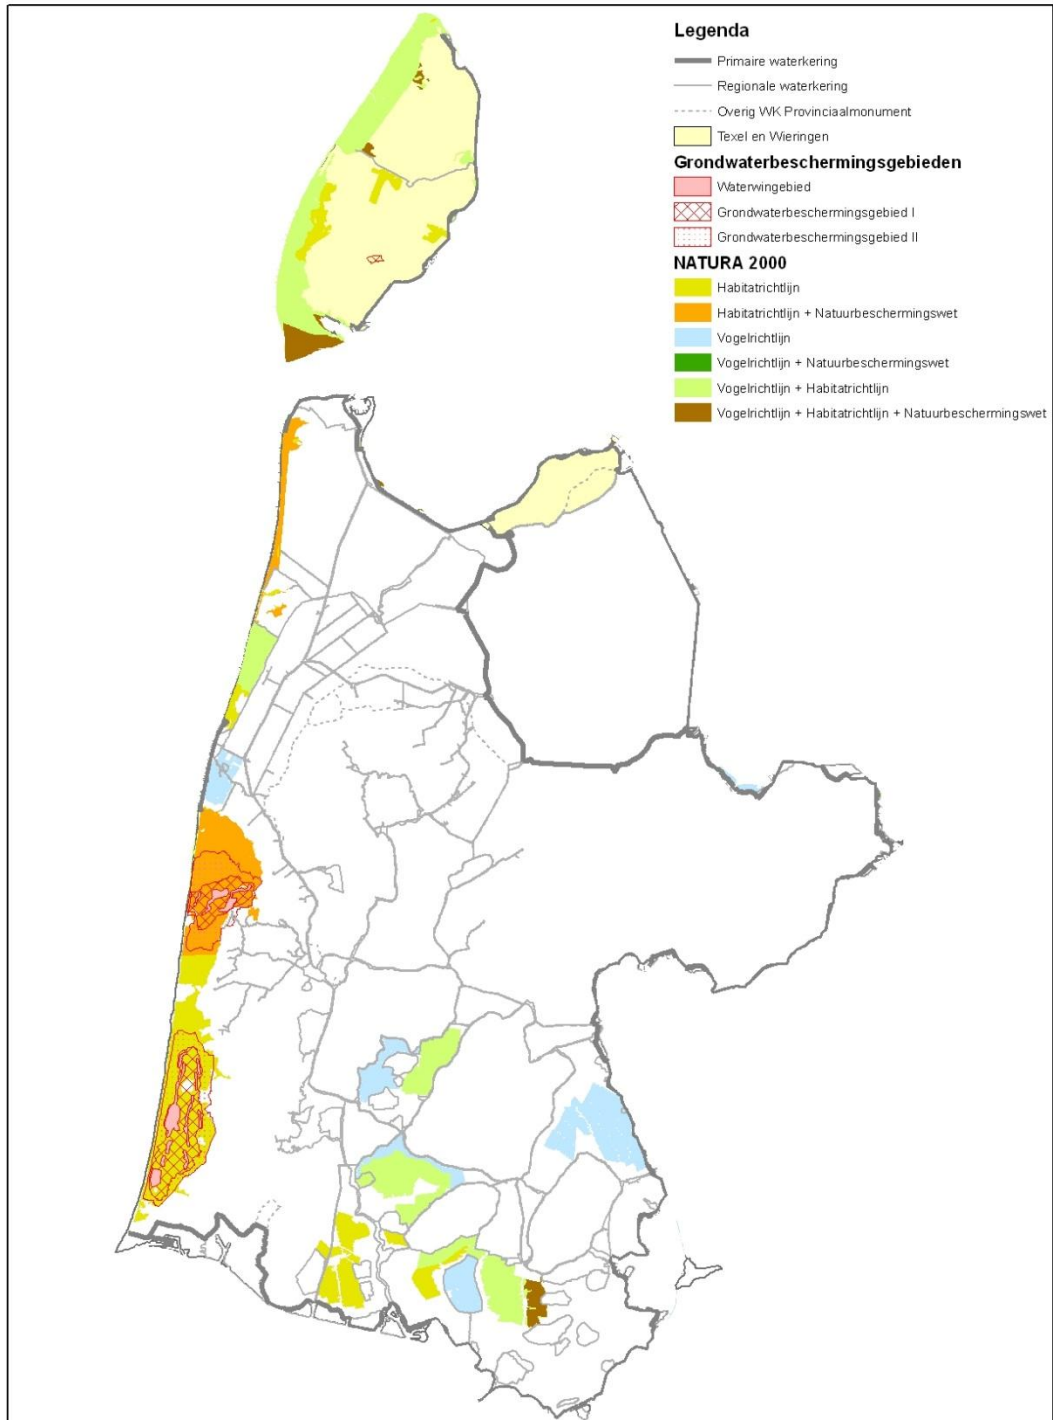 Legenda
Primaire waterkering
Regionale waterkering
Overig WK Provinciaalmonument
Texel en Wieringen
Grondwaterbeschermingsgebieden
Waterwingebied
Grondwaterbeschermingsgebied I
Grondwaterbeschermingsgebied II
NATURA 2000
Habitatrichtlijn
Habitatrichtlijn + Natuurbeschermingswet
Vogelrichtlijn
Vogelrichtlijn + Natuurbeschermingswet
Vogelrichtlijn + Habitatrichtlijn
Vogelrichtlijn + Habitatrichtlijn + Natuurbeschermingswet